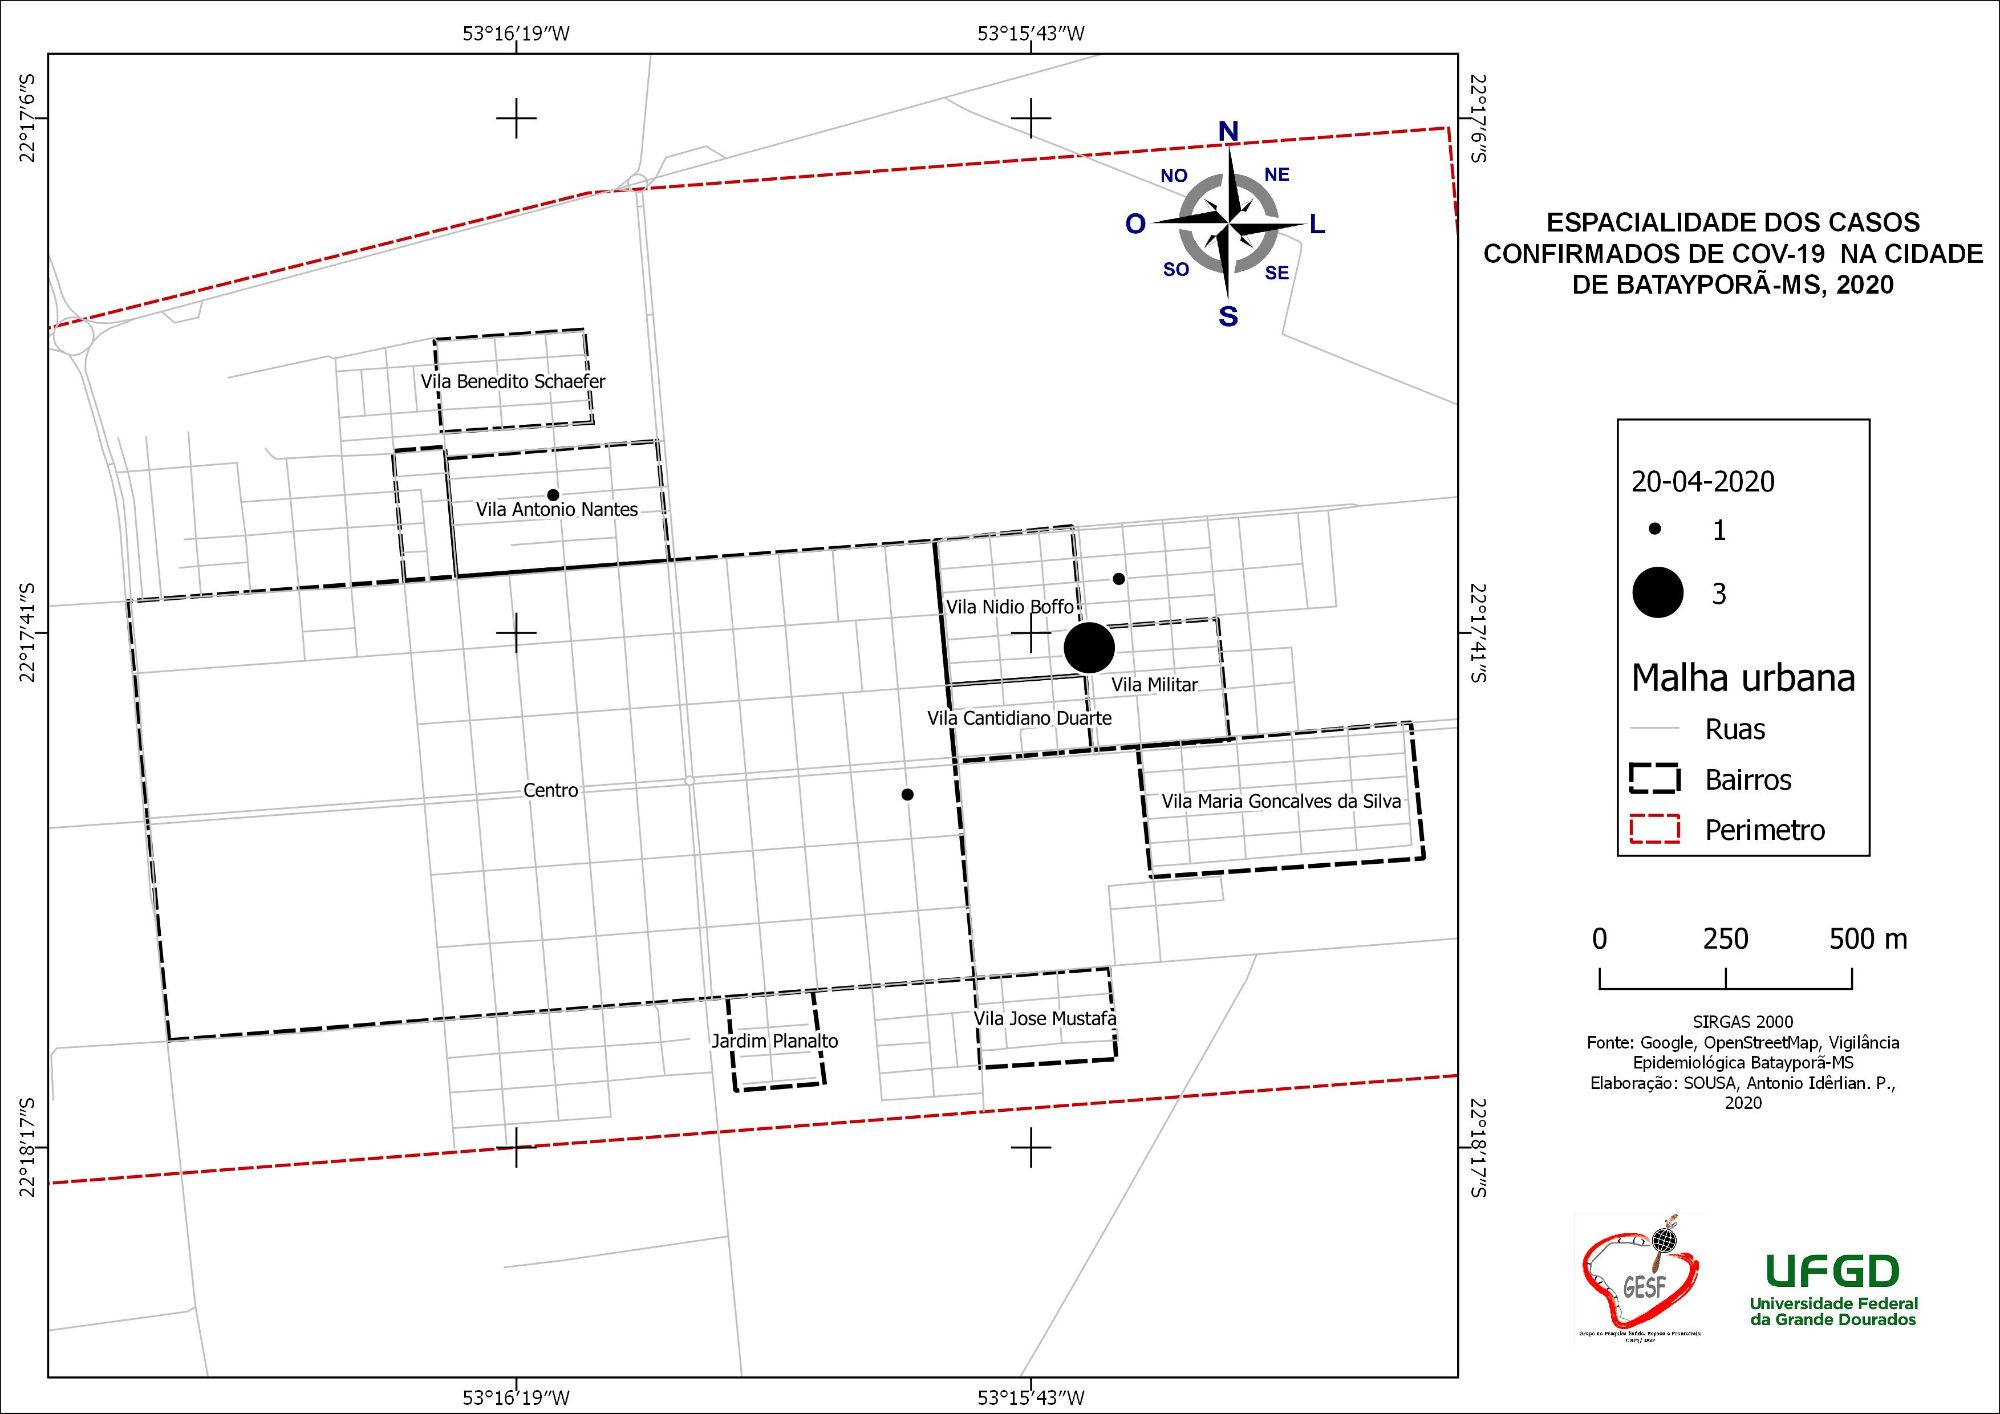 53°16'19"W
53°15'43"W
22°17'6"S
22°17'6"S
N
NO
NE
O
L
SO
SE
S
ESPACIALIDADE DOS CASOS
CONFIRMADOS DE COV-19 NA CIDADE
DE BATAYPORÃ-MS, 2020
Vila Benedito Schaefer
Vila Antonio Nantes
22°17'41"S
22°17'41"S
Vila Nidio Boffo
Vila Militar
Vila Cantidiano Duarte
Centro
Vila Maria Goncalves da Silva
Vila Jose Mustafa
Jardim Planalto
22°18'17"S
22°18'17"S
53°16'19"W
53°15'43"W
20-04-2020
1
3
Malha urbana
Ruas
Bairros
Perimetro
0 250 500 m
SIRGAS 2000
Fonte: Google, OpenStreetMap, Vigilância
Epidemiológica Batayporã-MS
Elaboração: SOUSA, Antonio Idêrlian. P.,
2020
GESF
UFGD
Universidade Federal
da Grande Dourados